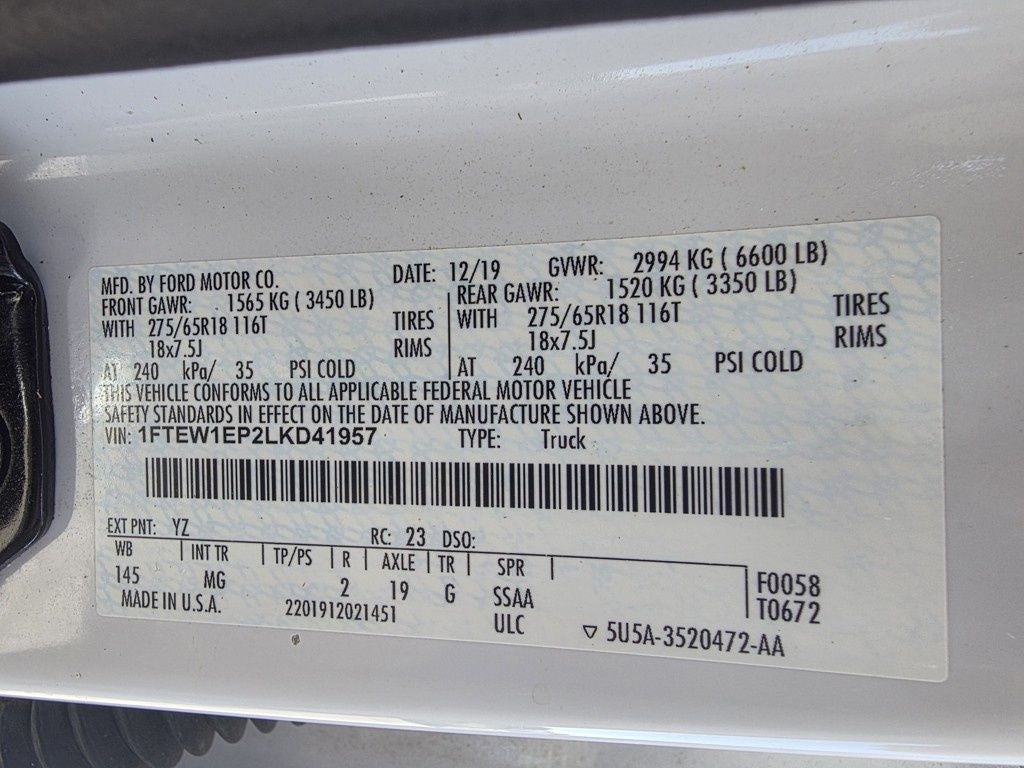 MFD. BY FORD MOTOR CO. DATE: 12/19 GVWR: 2994 KG ( 6600 LB)
FRONT GAWR: 1565 KG ( 3450 LB) REAR GAWR: 1520 KG ( 3350 LB)
WITH 275/65R18 116T TIRES WITH 275/65R18 116T TIRES
18x7.5J RIMS 18x7.5J RIMS
AT 240 kPa/ 35 PSI COLD AT 240 kPa/ 35 PSI COLD
THIS VEHICLE CONFORMS TO ALL APPLICABLE FEDERAL MOTOR VEHICLE
SAFETY STANDARDS IN EFFECT ON THE DATE OF MANUFACTURE SHOWN ABOVE.
VIN: 1FTEW1EP2LKD41957 TYPE: Truck
EXT PNT: YZ RC: 23 DSO:
WB INT TR TP/PS R AXLE TR SPR
145 MG 2 19 G SSAA F0058
MADE IN U.S.A. 2201912021451 ULC T0672
▽ 5U5A-3520472-AA